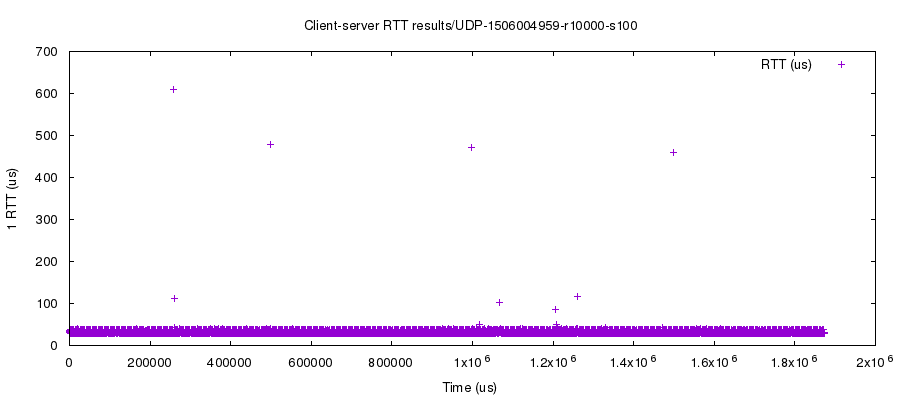 Client-server RTT results/UDP-1506004959-r10000-s100
700
600
500
400
300
200
100
0
1 RTT (us)
RTT (us)
0 200000 400000 600000 800000 1x10^6 1.2x10^6 1.4x10^6 1.6x10^6 1.8x10^6 2x10^6
Time (us)